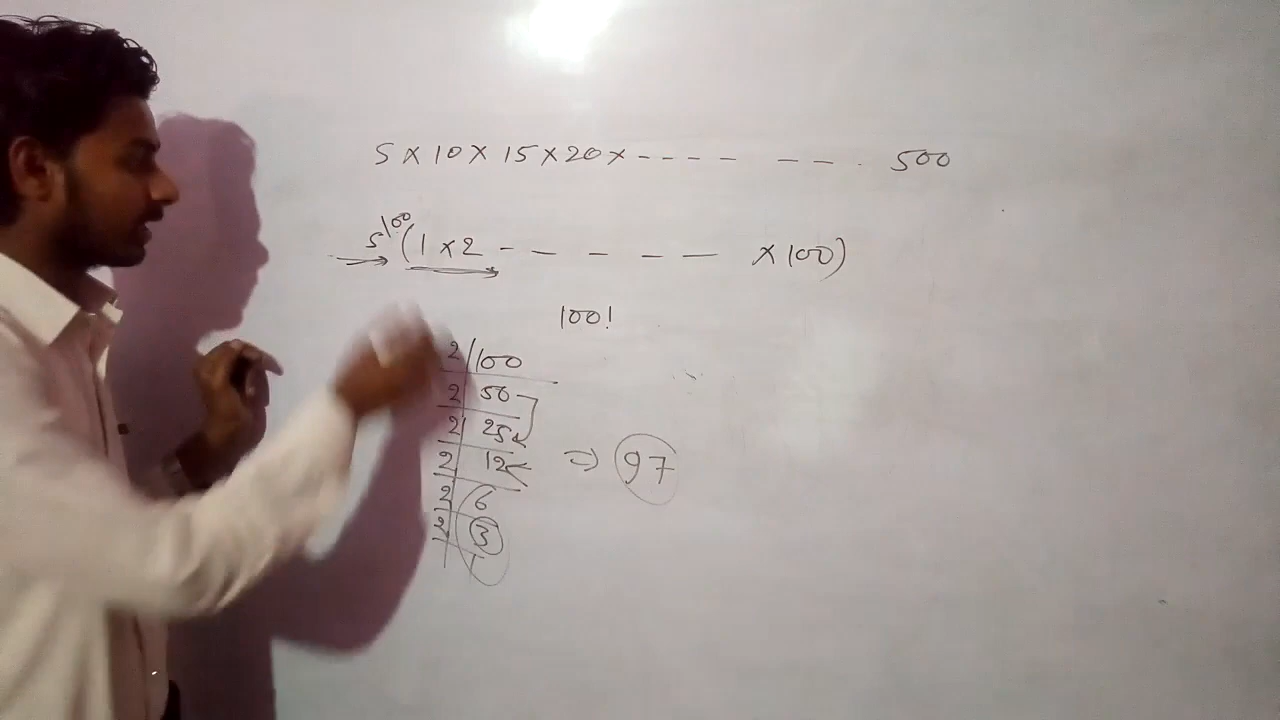 5 × 10 × 15 × 20 × - - - - - - . 500
5^100 (1 × 2 - - - - - × 100)
100!
2 100
2 50
2 25
2 12 ⇒ 97
2 6
2 3
1